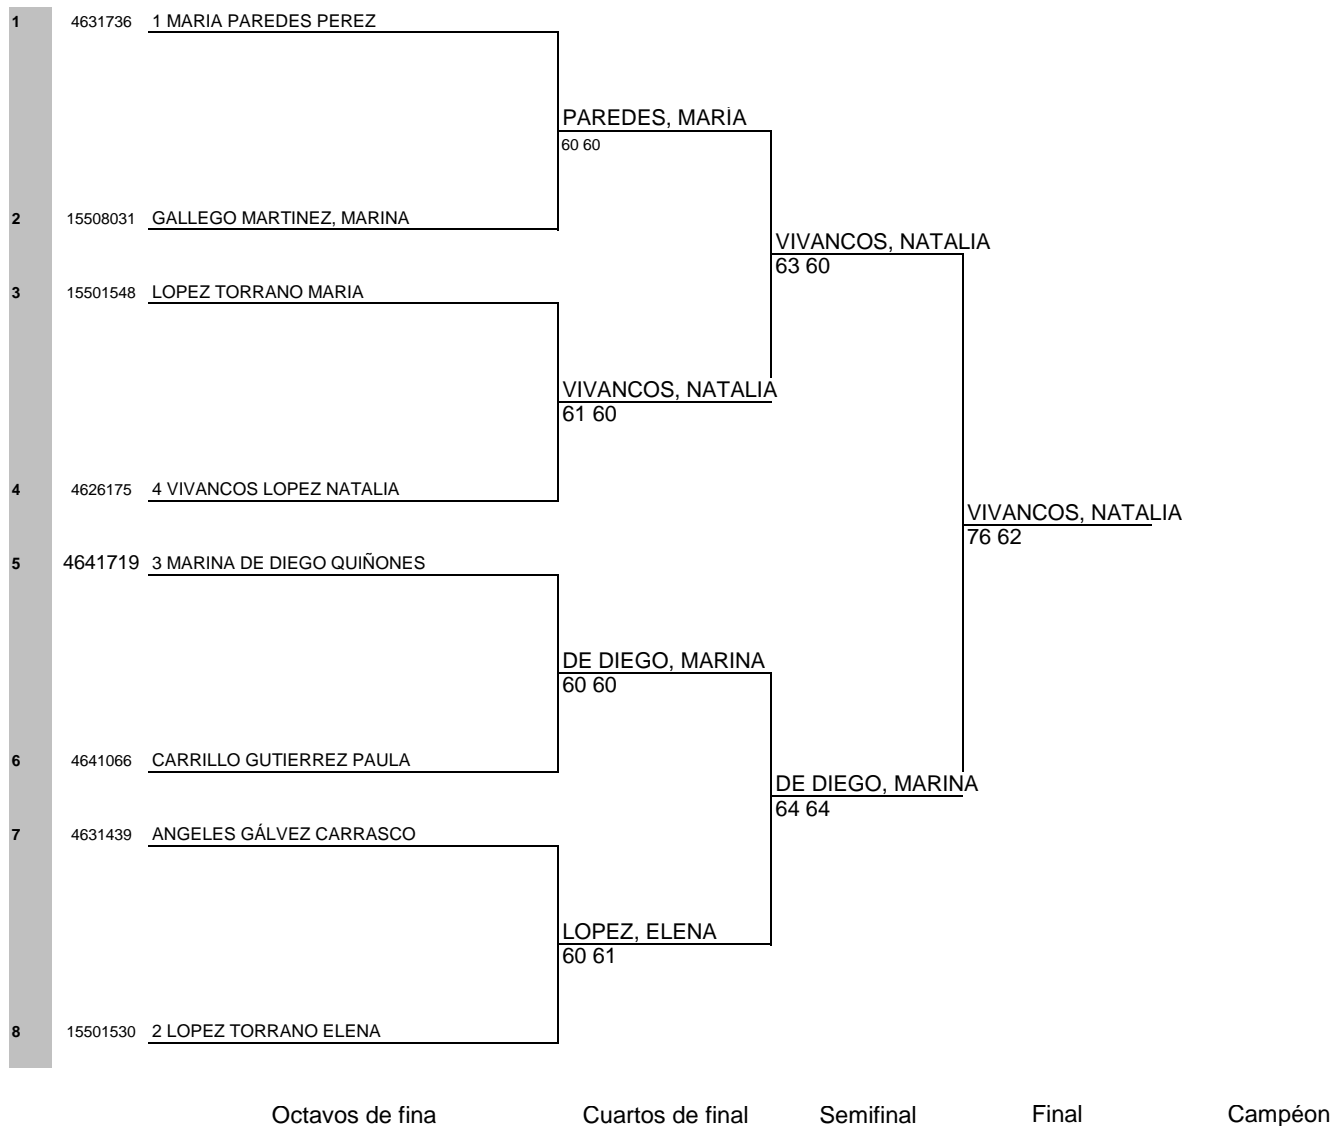 1 4631736 1 MARIA PAREDES PEREZ
PAREDES, MARÍA
60 60
2 15508031 GALLEGO MARTINEZ, MARINA
VIVANCOS, NATALIA
63 60
3 15501548 LOPEZ TORRANO MARIA
VIVANCOS, NATALIA
61 60
4 4626175 4 VIVANCOS LOPEZ NATALIA
VIVANCOS, NATALIA
76 62
5 4641719 3 MARINA DE DIEGO QUIÑONES
DE DIEGO, MARINA
60 60
6 4641066 CARRILLO GUTIERREZ PAULA
DE DIEGO, MARINA
64 64
7 4631439 ANGELES GÁLVEZ CARRASCO
LOPEZ, ELENA
60 61
8 15501530 2 LOPEZ TORRANO ELENA
Octavos de fina Cuartos de final Semifinal Final Campéon